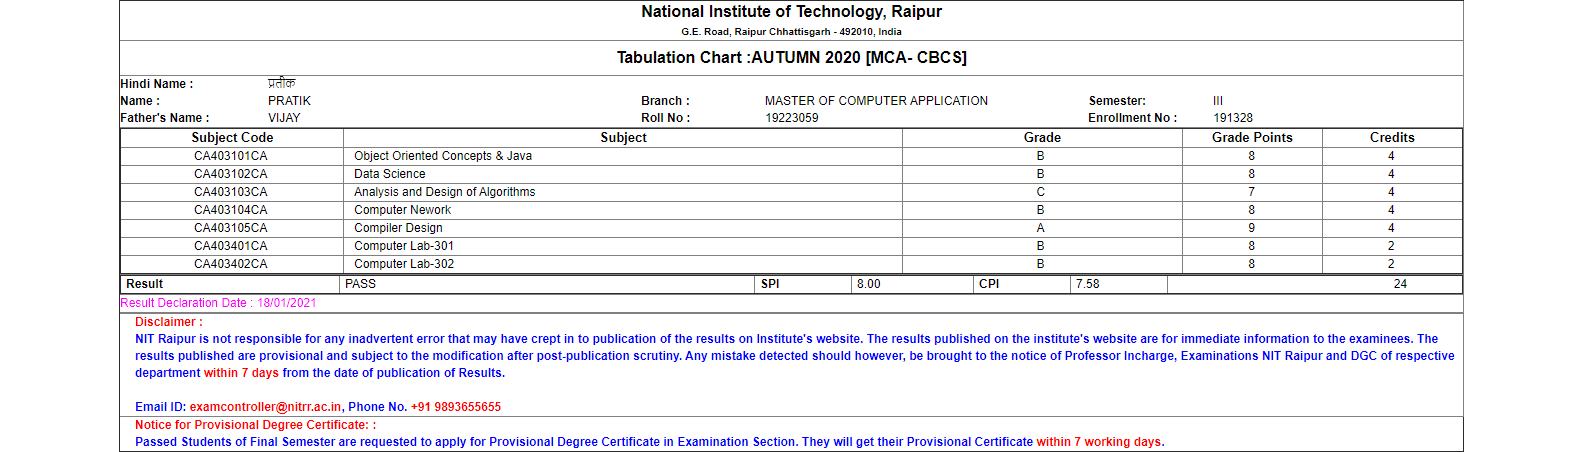 National Institute of Technology, Raipur
G.E. Road, Raipur Chhattisgarh - 492010, India
Tabulation Chart :AUTUMN 2020 [MCA- CBCS]
Hindi Name : प्रतीक
Name : PRATIK Branch : MASTER OF COMPUTER APPLICATION Semester: III
Father's Name : VIJAY Roll No : 19223059 Enrollment No : 191328
Subject Code Subject Grade Grade Points Credits
CA403101CA Object Oriented Concepts & Java B 8 4
CA403102CA Data Science B 8 4
CA403103CA Analysis and Design of Algorithms C 7 4
CA403104CA Computer Nework B 8 4
CA403105CA Compiler Design A 9 4
CA403401CA Computer Lab-301 B 8 2
CA403402CA Computer Lab-302 B 8 2
Result PASS SPI 8.00 CPI 7.58 24
Result Declaration Date : 18/01/2021
Disclaimer :
NIT Raipur is not responsible for any inadvertent error that may have crept in to publication of the results on Institute's website. The results published on the institute's website are for immediate information to the examinees. The
results published are provisional and subject to the modification after post-publication scrutiny. Any mistake detected should however, be brought to the notice of Professor Incharge, Examinations NIT Raipur and DGC of respective
department within 7 days from the date of publication of Results.
Email ID: examcontroller@nitrr.ac.in, Phone No. +91 9893655655
Notice for Provisional Degree Certificate: :
Passed Students of Final Semester are requested to apply for Provisional Degree Certificate in Examination Section. They will get their Provisional Certificate within 7 working days.